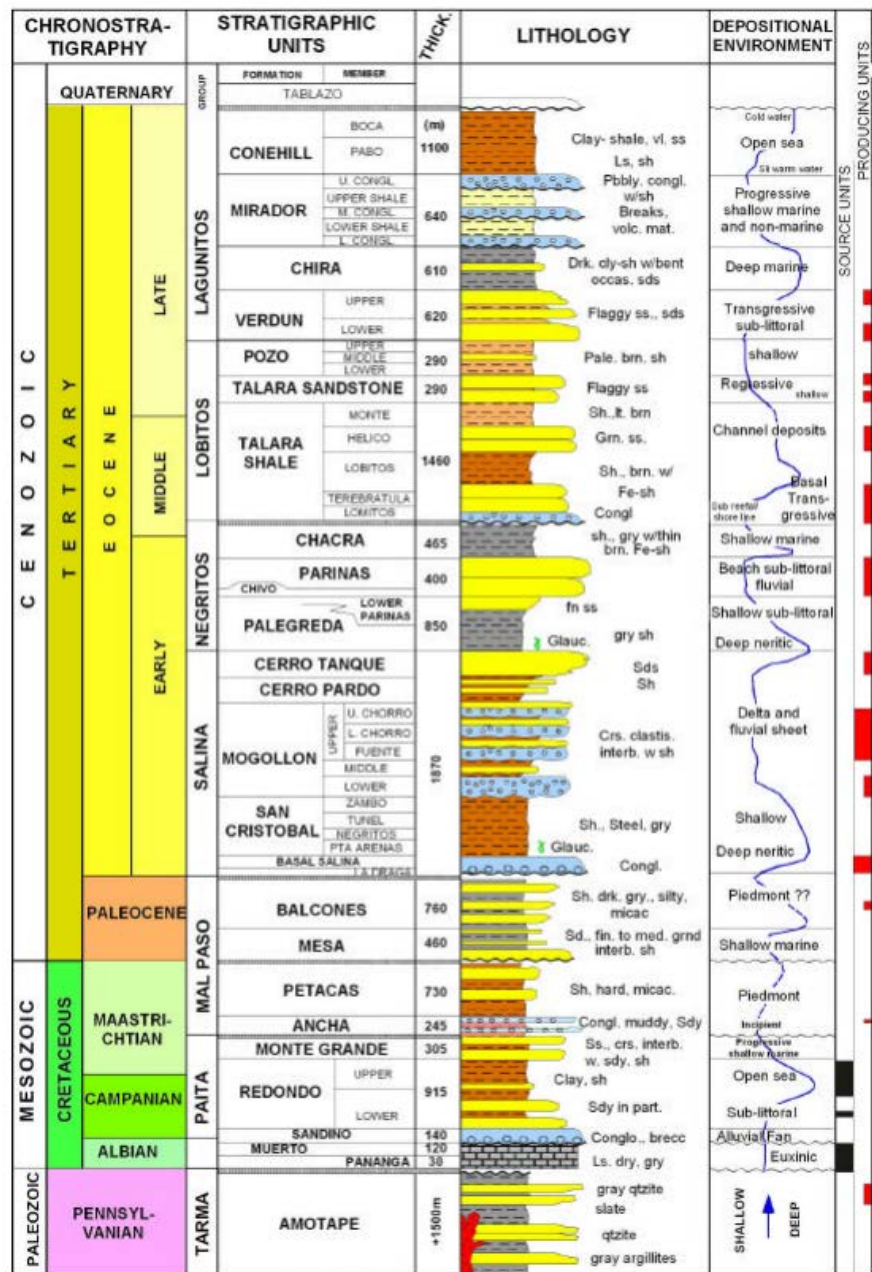 CHRONOSTRA-
TIGRAPHY
STRATIGRAPHIC
UNITS
THICK.
LITHOLOGY
DEPOSITIONAL
ENVIRONMENT
SOURCE UNITS
PRODUCING UNITS
GROUP
FORMATION
MEMBER
CENOZOIC
TERTIARY
QUATERNARY
EOCENE
LATE
MIDDLE
EARLY
PALEOCENE
MESOZOIC
CRETACEOUS
MAASTRI-
CHTIAN
CAMPANIAN
ALBIAN
PALEOZOIC
PENNSYL-
VANIAN
LAGUNITOS
LOBITOS
NEGRITOS
SALINA
MAL PASO
PAITA
TARMA
TABLAZO
CONEHILL
BOCA
PABO
(m)
1100
Clay- shale, vl, ss
Ls, sh
Cold water
Open sea
Sli warm water
MIRADOR
U. CONGL
UPPER SHALE
M. CONGL
LOWER SHALE
L. CONGL
640
Pbbly. congl.
w/sh
Breaks,
volc. mat.
Progressive
shallow marine
and non-marine
CHIRA
610
Drk. cly-sh w/bent
occas. sds
Deep marine
VERDUN
UPPER
LOWER
620
Flaggy ss., sds
Transgressive
sub-littoral
POZO
UPPER
MIDDLE
LOWER
290
Pale. brn. sh
shallow
TALARA SANDSTONE
290
Flaggy ss
Regressive
shallow
TALARA
SHALE
MONTE
HELICO
LOBITOS
TEREBRATULA
LOMITOS
1460
Sh.,lt. brn
Grn. ss.
Sh., brn. w/
Fe-sh
Congl
Channel deposits
Basal
Trans-
gressive
Sub reefal/
shore line
CHACRA
465
sh., gry w/thin
brn. Fe-sh
Shallow marine
PARINAS
CHIVO
400
Beach sub-littoral
fluvial
LOWER
PARINAS
PALEGREDA
850
fn ss
gry sh
Glauc.
Shallow sub-littoral
Deep neritic
CERRO TANQUE
Sds
CERRO PARDO
Sh
MOGOLLON
UPPER
U. CHORRO
L. CHORRO
FUENTE
MIDDLE
LOWER
1870
Crs. clastis.
interb. w sh
Delta and
fluvial sheet
SAN
CRISTOBAL
ZAMBO
TUNEL
NEGRITOS
PTA ARENAS
Sh., Steel, gry
Glauc.
Shallow
Deep neritic
BASAL SALINA
Congl.
BALCONES
760
Sh. drk. gry., silty,
micac
Piedmont ??
MESA
460
Sd., fin. to med. grnd
interb. sh
Shallow marine
PETACAS
730
Sh, hard, micac.
Piedmont
ANCHA
245
Congl, muddy, Sdy
Incipient
MONTE GRANDE
305
Ss., crs. interb.
w. sdy, sh
Progressive
shallow marine
REDONDO
UPPER
LOWER
915
Clay, sh
Sdy in part.
Open sea
Sub-littoral
SANDINO
140
Conglo., brecc
Alluvial Fan
MUERTO
120
PANANGA
30
Ls. dry, gry
Euxinic
AMOTAPE
+1500m
gray qtzite
slate
qtzite
gray argillites
SHALLOW
DEEP